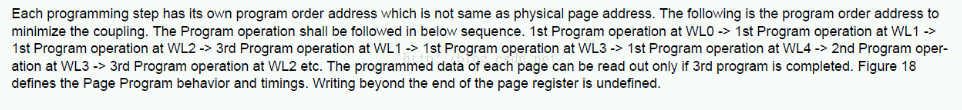 Each programming step has its own program order address which is not same as physical page address. The following is the program order address to
minimize the coupling. The Program operation shall be followed in below sequence. 1st Program operation at WL0 -> 1st Program operation at WL1 ->
1st Program operation at WL2 -> 3rd Program operation at WL1 -> 1st Program operation at WL3 -> 1st Program operation at WL4 -> 2nd Program oper-
ation at WL3 -> 3rd Program operation at WL2 etc. The programmed data of each page can be read out only if 3rd program is completed. Figure 18
defines the Page Program behavior and timings. Writing beyond the end of the page register is undefined.